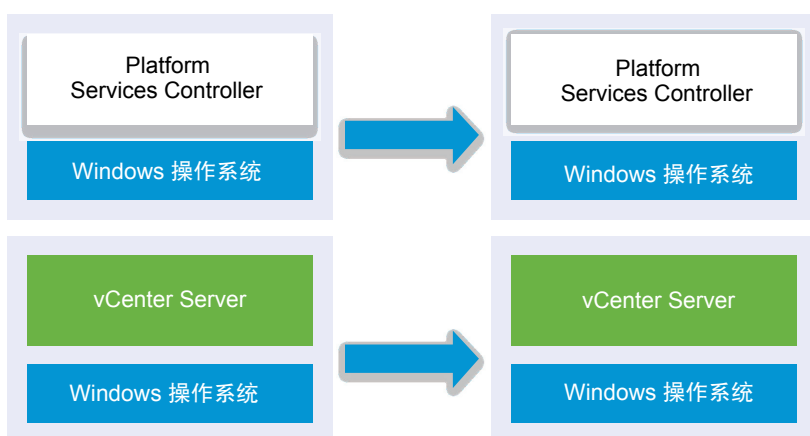 Platform
Services Controller
Windows 操作系统
Platform
Services Controller
Windows 操作系统
vCenter Server
Windows 操作系统
vCenter Server
Windows 操作系统